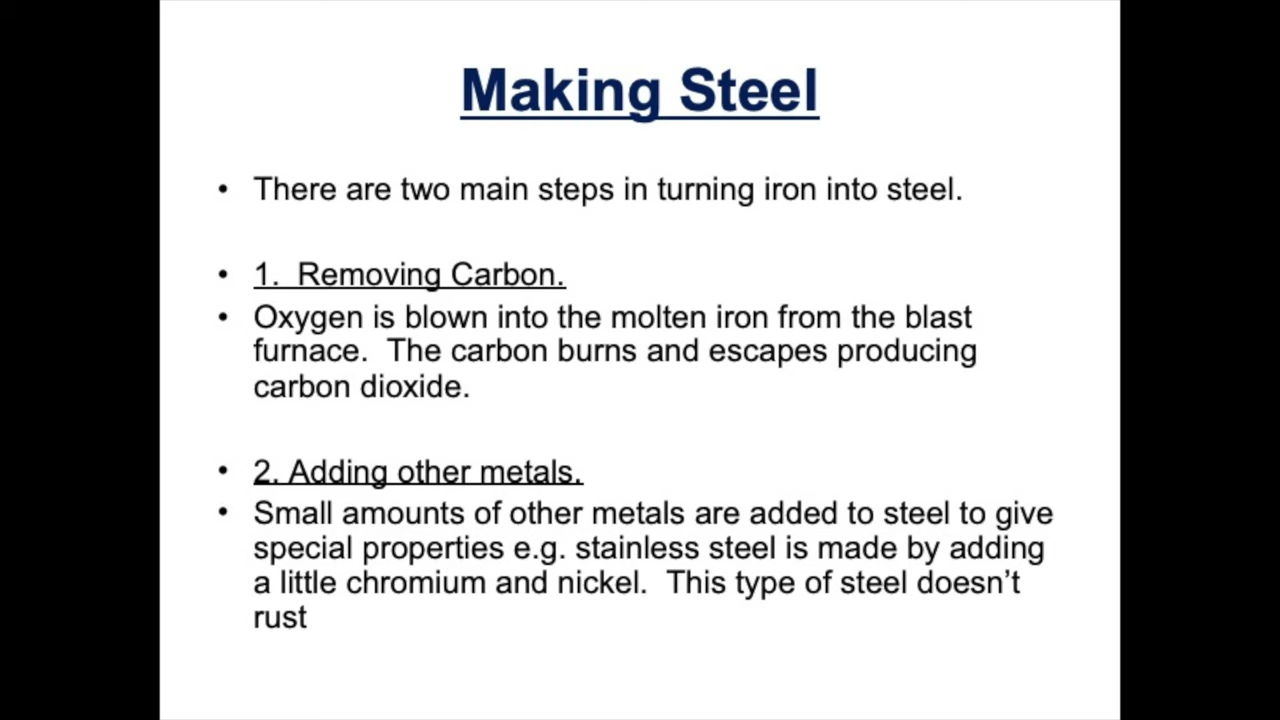 Making Steel
• There are two main steps in turning iron into steel.
• 1.  Removing Carbon.
• Oxygen is blown into the molten iron from the blast
furnace.  The carbon burns and escapes producing
carbon dioxide.
• 2. Adding other metals.
• Small amounts of other metals are added to steel to give
special properties e.g. stainless steel is made by adding
a little chromium and nickel.  This type of steel doesn’t
rust